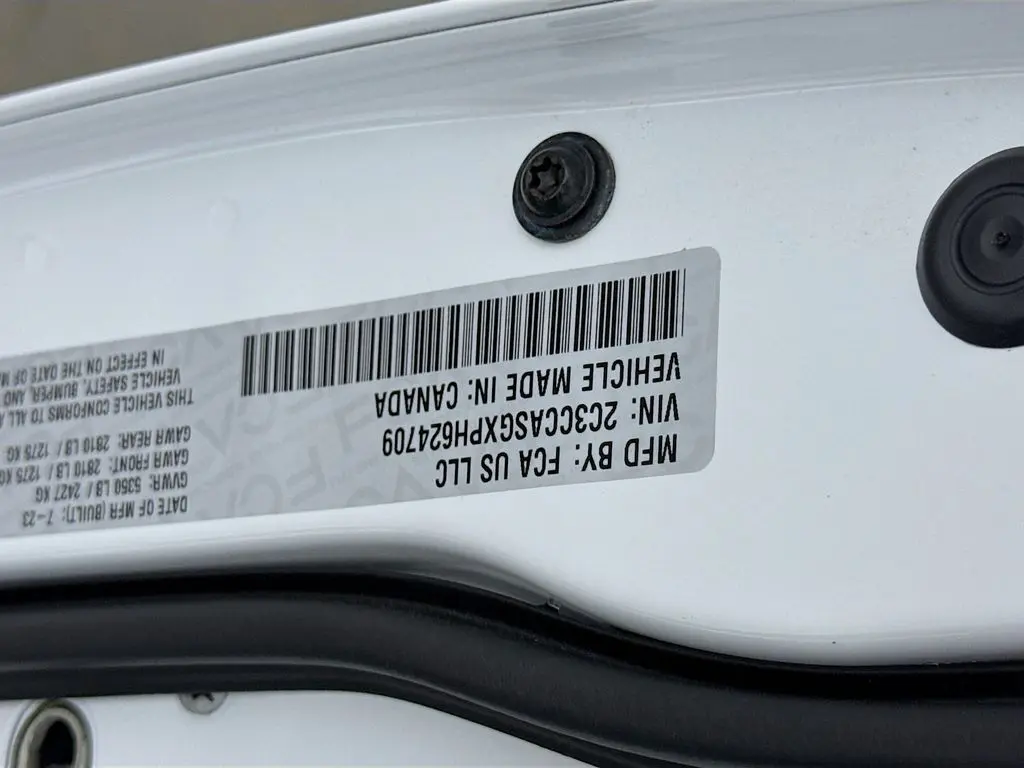 MFD BY: FCA US LLC
VIN: 2C3CCASGXPH624709
VEHICLE MADE IN: CANADA
DATE OF MFR (BUILT): 7-23
GVWR: 5350 LB / 2427 KG
GAWR FRONT: 2810 LB / 1275 KG
GAWR REAR: 2810 LB / 1275 KG
THIS VEHICLE CONFORMS TO ALL
VEHICLE SAFETY, BUMPER, AND
IN EFFECT ON THE DATE OF